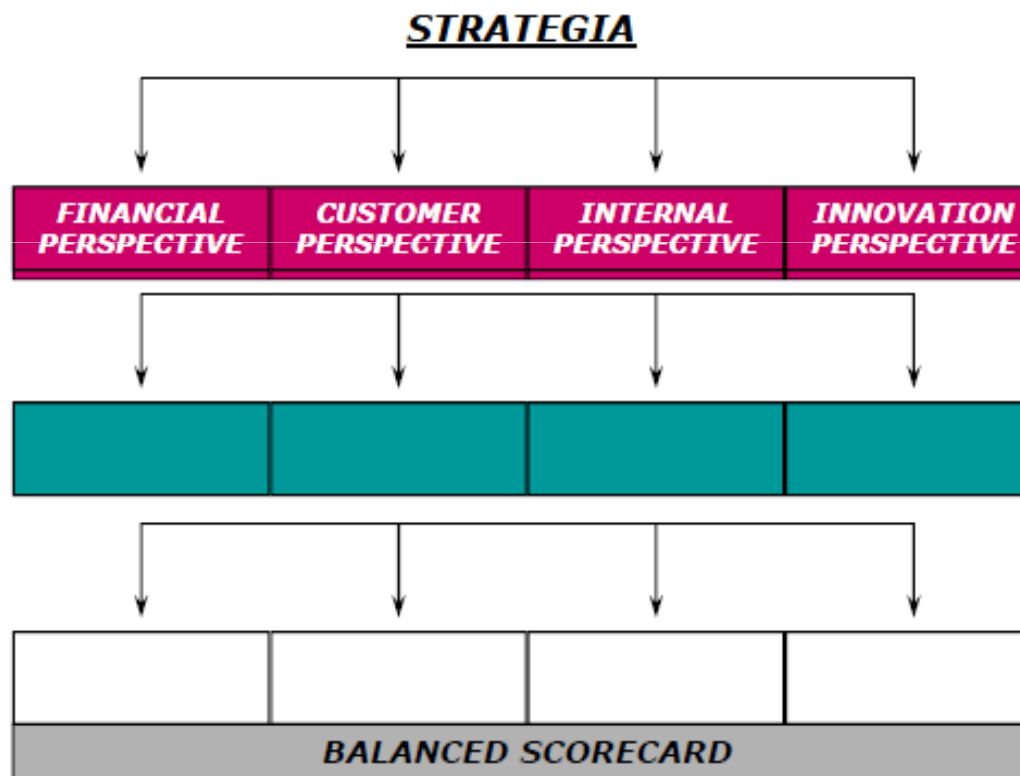 STRATEGIA
FINANCIAL PERSPECTIVE
CUSTOMER PERSPECTIVE
INTERNAL PERSPECTIVE
INNOVATION PERSPECTIVE
BALANCED SCORECARD